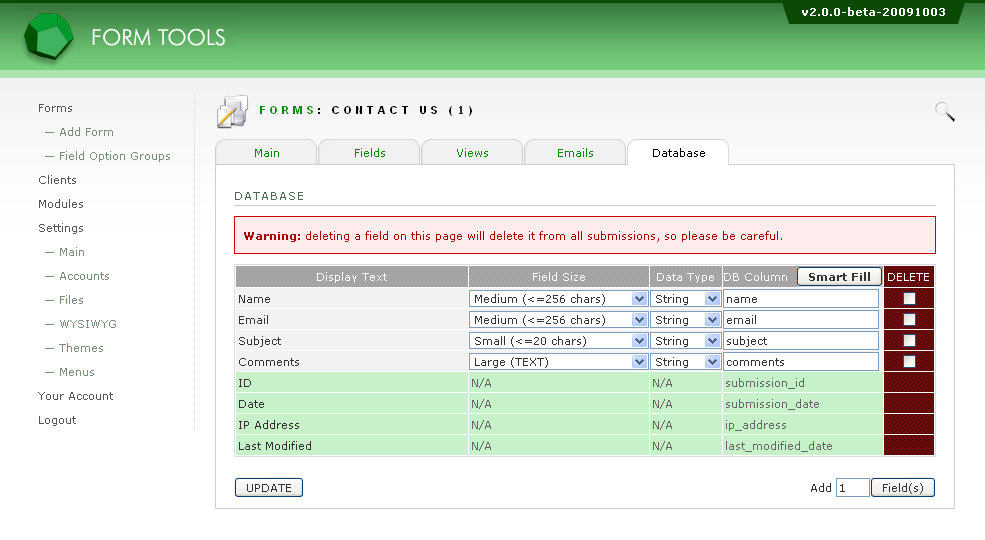 v2.0.0-beta-20091003
FORM TOOLS
Forms
— Add Form
— Field Option Groups
Clients
Modules
Settings
— Main
— Accounts
— Files
— WYSIWYG
— Themes
— Menus
Your Account
Logout
FORMS: CONTACT US (1)
Main Fields Views Emails Database
DATABASE
Warning: deleting a field on this page will delete it from all submissions, so please be careful.
Display Text Field Size Data Type DB Column Smart Fill DELETE
Name Medium (<=256 chars) String name
Email Medium (<=256 chars) String email
Subject Small (<=20 chars) String subject
Comments Large (TEXT) String comments
ID N/A N/A submission_id
Date N/A N/A submission_date
IP Address N/A N/A ip_address
Last Modified N/A N/A last_modified_date
UPDATE Add 1 Field(s)